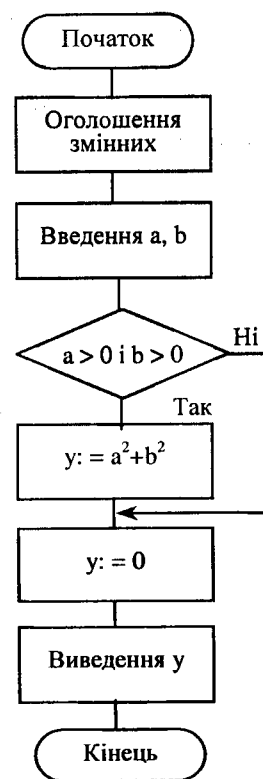 Початок
Оголошення
змінних
Введення a, b
a > 0 і b > 0
Ні
Так
y: = a²+b²
y: = 0
Виведення y
Кінець